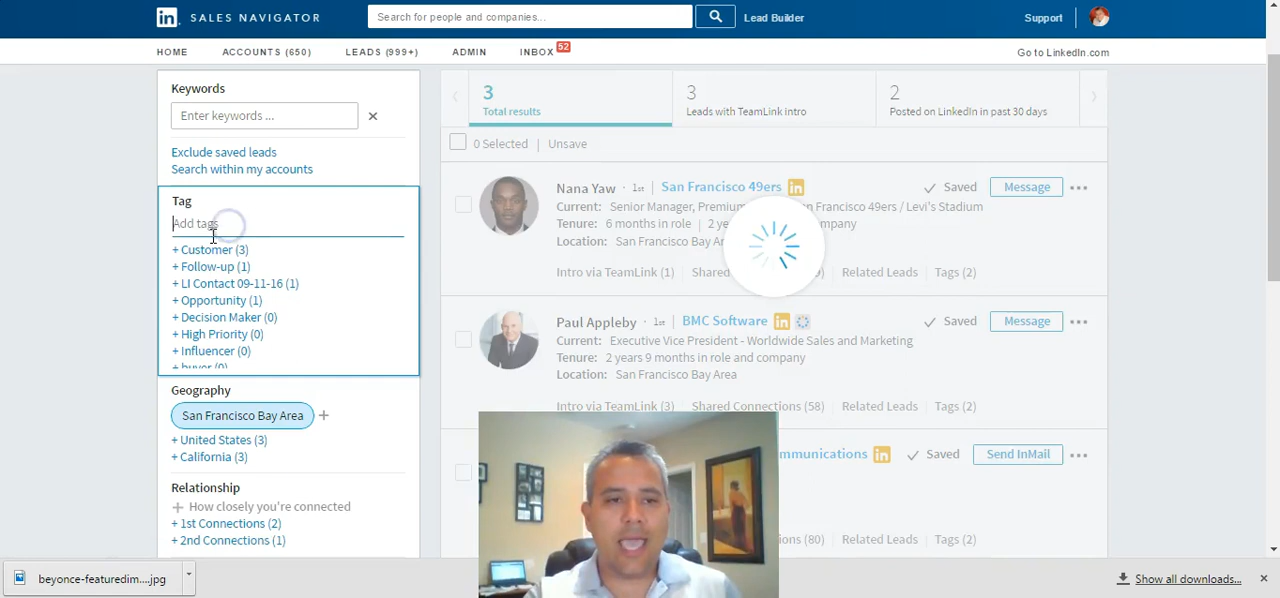 in SALES NAVIGATOR
Search for people and companies...
Lead Builder
Support
HOME
ACCOUNTS (650)
LEADS (999+)
ADMIN
INBOX
52
Go to LinkedIn.com
Keywords
Enter keywords ...
Exclude saved leads
Search within my accounts
Tag
Add tags
+ Customer (3)
+ Follow-up (1)
+ LI Contact 09-11-16 (1)
+ Opportunity (1)
+ Decision Maker (0)
+ High Priority (0)
+ Influencer (0)
+ buyer (0)
Geography
San Francisco Bay Area +
+ United States (3)
+ California (3)
Relationship
+ How closely you're connected
+ 1st Connections (2)
+ 2nd Connections (1)
3
Total results
3
Leads with TeamLink intro
2
Posted on LinkedIn in past 30 days
0 Selected | Unsave
Nana Yaw · 1st | San Francisco 49ers in
Saved
Message
Current: Senior Manager, Premium Francisco 49ers / Levi's Stadium
Tenure: 6 months in role | 2 company
Location: San Francisco Bay
Intro via TeamLink (1) Shared Related Leads Tags (2)
Paul Appleby · 1st | BMC Software in
Saved
Message
Current: Executive Vice President - Worldwide Sales and Marketing
Tenure: 2 years 9 months in role and company
Location: San Francisco Bay Area
Intro via TeamLink (3) Shared Connections (58) Related Leads Tags (2)
in
Saved
Send InMail
(80) Related Leads Tags (2)
beyonce-featuredim....jpg
Show all downloads...